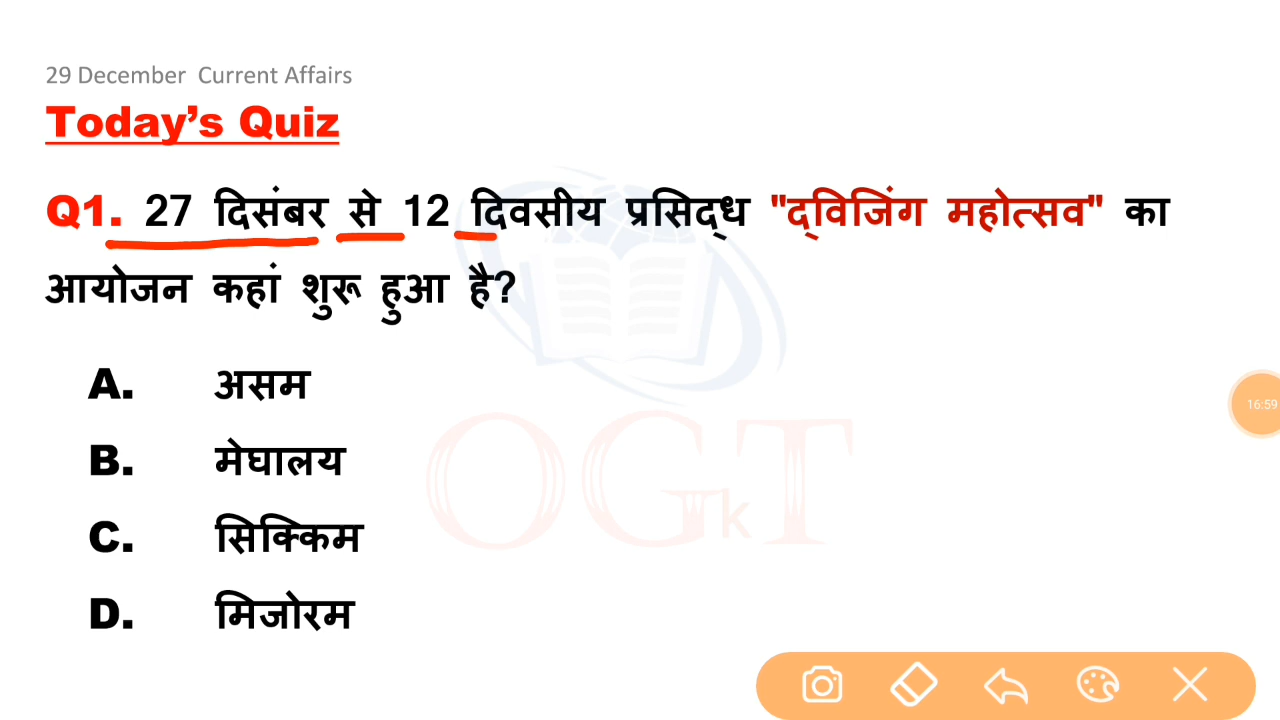 29 December Current Affairs
Today's Quiz
Q1. 27 दिसंबर से 12 दिवसीय प्रसिद्ध "द्विजिंग महोत्सव" का
आयोजन कहां शुरू हुआ है?
A. असम
B. मेघालय
C. सिक्किम
D. मिजोरम
OGkT
16:59